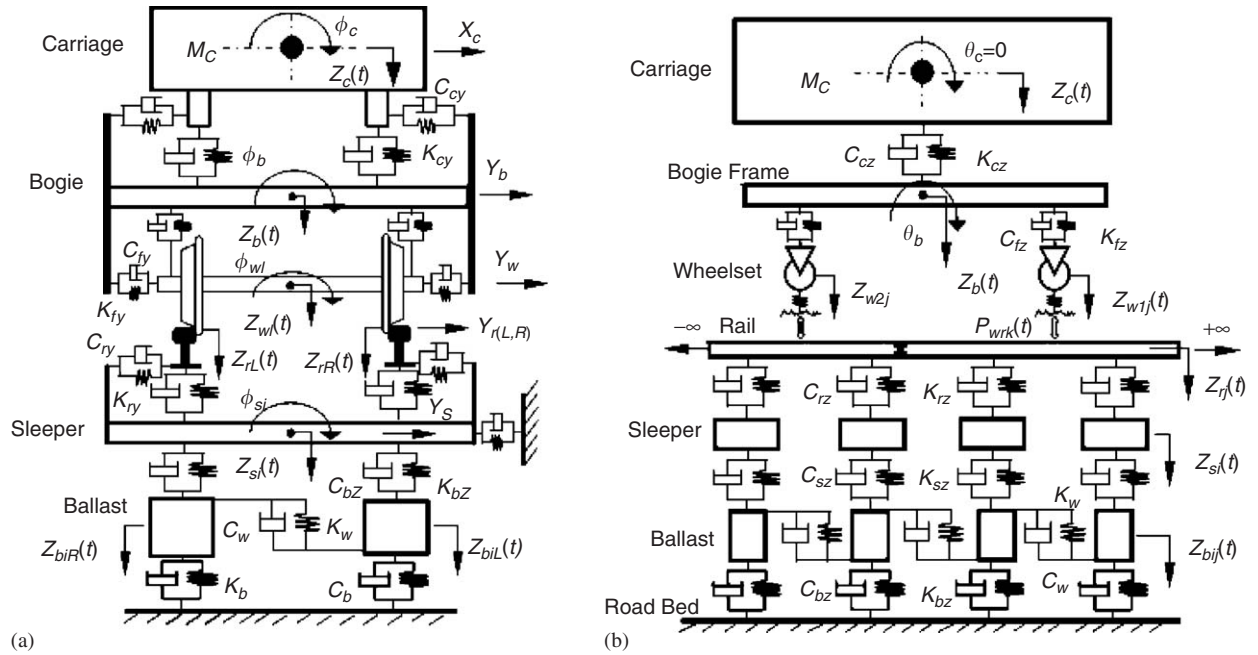 Carriage
M_C
ϕ_c
X_c
Z_c(t)
C_cy
K_cy
ϕ_b
Bogie
Y_b
Z_b(t)
C_fy
ϕ_wl
Y_w
K_fy
Z_wl(t)
Y_r(L,R)
C_ry
Z_rL(t)
Z_rR(t)
K_ry
ϕ_si
Y_S
Sleeper
Z_si(t)
C_bZ
K_bZ
Ballast
C_w
K_w
Z_biR(t)
Z_biL(t)
K_b
C_b
(a)
Carriage
M_C
θ_c=0
Z_c(t)
C_cz
K_cz
Bogie Frame
θ_b
C_fz
K_fz
Wheelset
Z_w2j
Z_b(t)
Z_w1j(t)
−∞
Rail
P_wrk(t)
+∞
C_rz
K_rz
Z_rj(t)
Sleeper
C_sz
K_sz
Z_si(t)
K_w
Ballast
Z_bij(t)
C_bz
K_bz
C_w
Road Bed
(b)